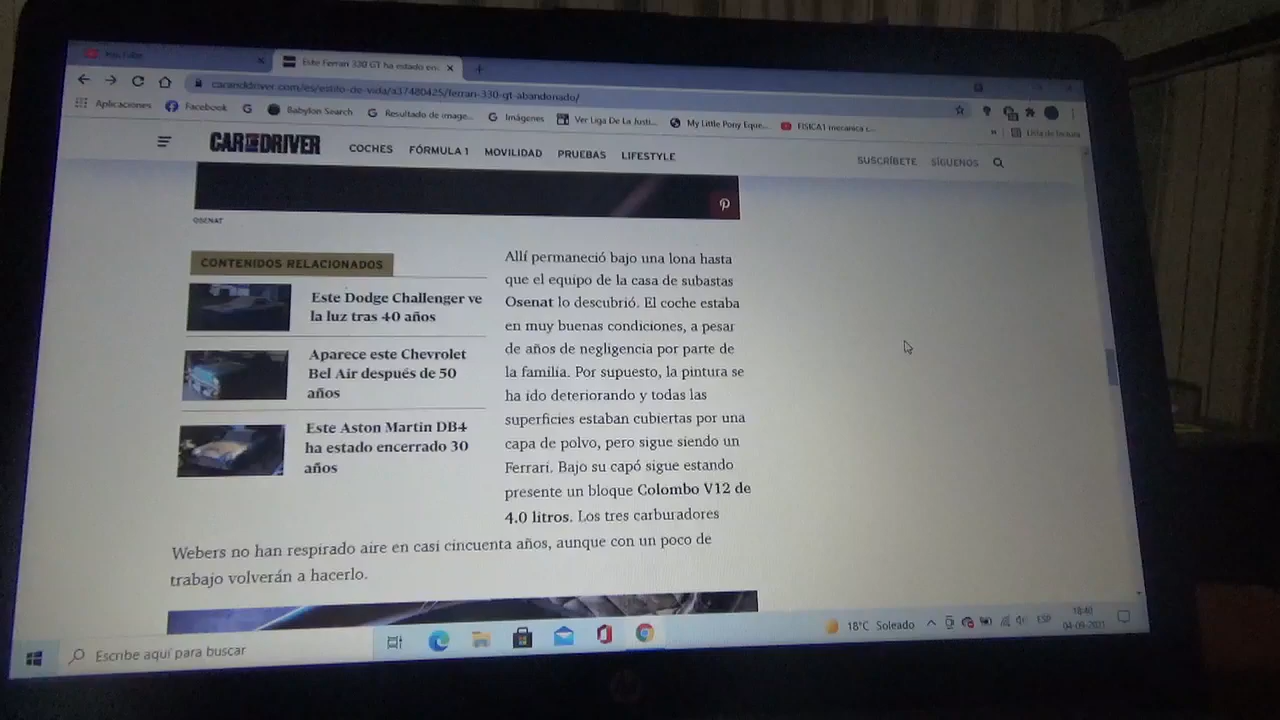 YouTube
Este Ferrari 330 GT ha estado en
caranddriver.com/es/estilo-de-vida/a37480425/ferrari-330-gt-abandonado/
Aplicaciones Facebook Babylon Search Resultado de image... Imágenes Ver Liga De La Justi... My Little Pony Eque... FISICA1 mecanica c... » Lista de lectura
CAR AND DRIVER COCHES FÓRMULA 1 MOVILIDAD PRUEBAS LIFESTYLE SUSCRÍBETE SÍGUENOS
OSENAT
CONTENIDOS RELACIONADOS
Este Dodge Challenger ve
la luz tras 40 años
Aparece este Chevrolet
Bel Air después de 50
años
Este Aston Martin DB4
ha estado encerrado 30
años
Allí permaneció bajo una lona hasta
que el equipo de la casa de subastas
Osenat lo descubrió. El coche estaba
en muy buenas condiciones, a pesar
de años de negligencia por parte de
la familia. Por supuesto, la pintura se
ha ido deteriorando y todas las
superficies estaban cubiertas por una
capa de polvo, pero sigue siendo un
Ferrari. Bajo su capó sigue estando
presente un bloque Colombo V12 de
4.0 litros. Los tres carburadores
Webers no han respirado aire en casi cincuenta años, aunque con un poco de
trabajo volverán a hacerlo.
Escribe aquí para buscar
18°C Soleado ESP
18:40
04-09-2021
hp